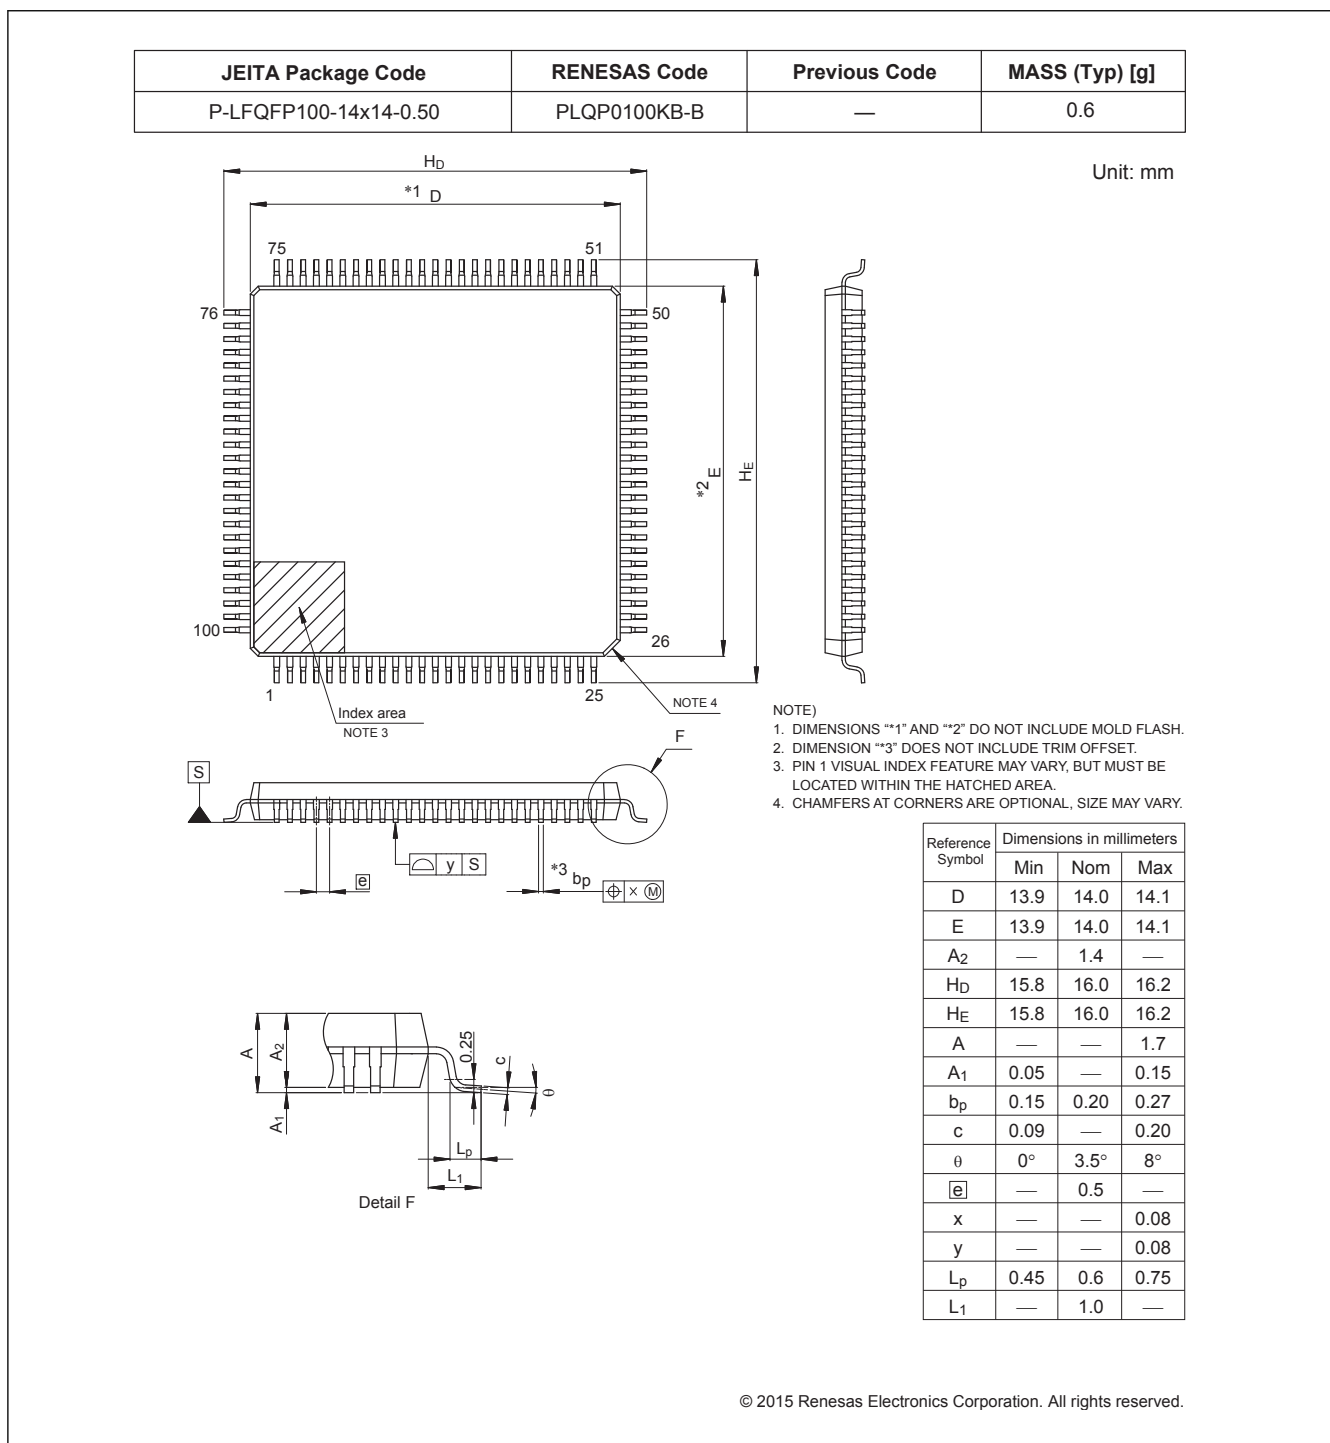 JEITA Package Code RENESAS Code Previous Code MASS (Typ) [g]
P-LFQFP100-14x14-0.50 PLQP0100KB-B — 0.6
Unit: mm
HD
*1 D
75 51
76 50
*2 E
HE
100 26
1 25
Index area
NOTE 3
NOTE 4
NOTE)
1. DIMENSIONS “*1” AND “*2” DO NOT INCLUDE MOLD FLASH.
2. DIMENSION “*3” DOES NOT INCLUDE TRIM OFFSET.
3. PIN 1 VISUAL INDEX FEATURE MAY VARY, BUT MUST BE
LOCATED WITHIN THE HATCHED AREA.
4. CHAMFERS AT CORNERS ARE OPTIONAL, SIZE MAY VARY.
F
S
y S
e
*3 bp
⌖ × Ⓜ
A
A2
A1
0.25
c
θ
Lp
L1
Detail F
Reference Symbol Dimensions in millimeters
Min Nom Max
D 13.9 14.0 14.1
E 13.9 14.0 14.1
A2 — 1.4 —
HD 15.8 16.0 16.2
HE 15.8 16.0 16.2
A — — 1.7
A1 0.05 — 0.15
bp 0.15 0.20 0.27
c 0.09 — 0.20
θ 0° 3.5° 8°
e — 0.5 —
x — — 0.08
y — — 0.08
Lp 0.45 0.6 0.75
L1 — 1.0 —
© 2015 Renesas Electronics Corporation. All rights reserved.